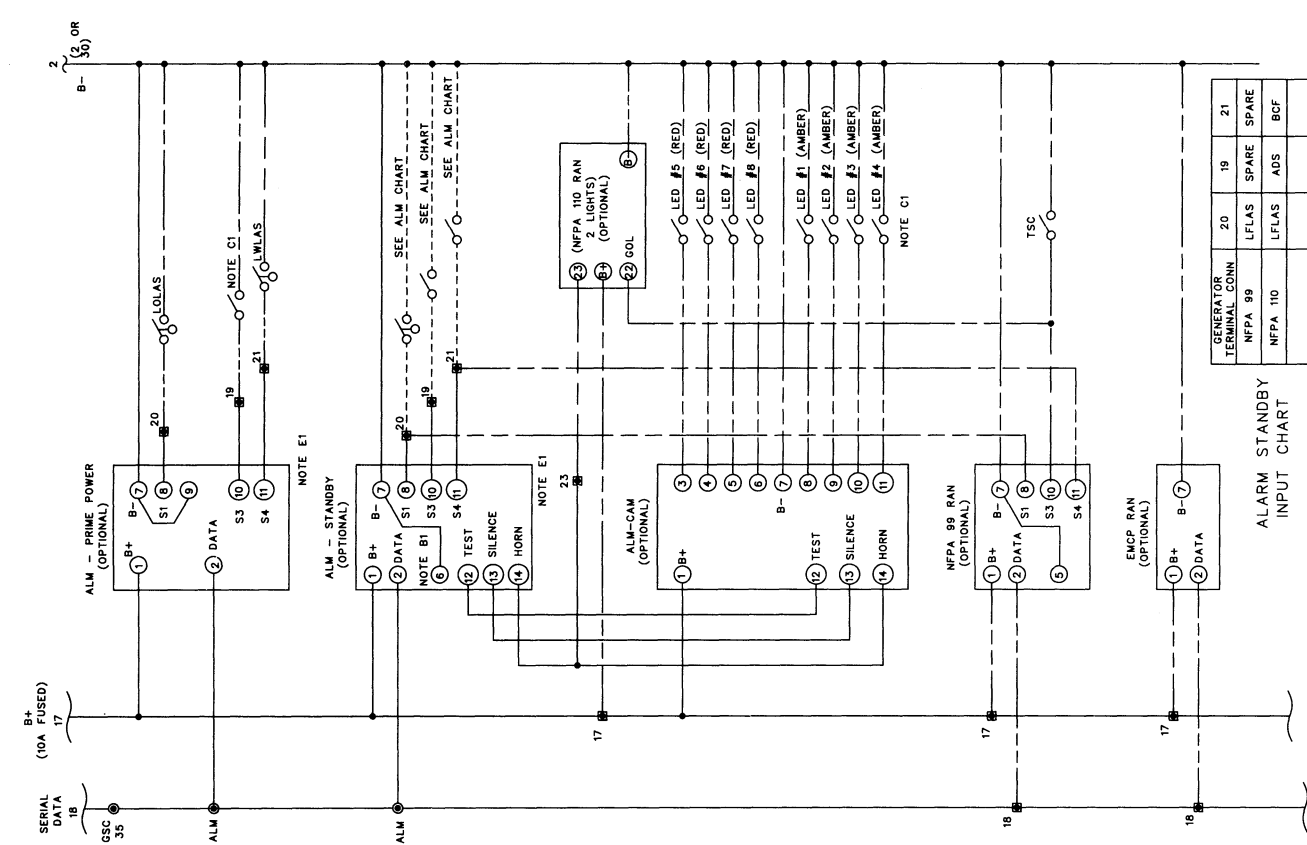 2
(2 OR
30)
B-
LOLAS
NOTE C1
LWLAS
20
19
21
ALM - PRIME POWER
(OPTIONAL)
B-
7
8
9
S1
10
11
S3
S4
B+
1
2
DATA
NOTE E1
SEE ALM CHART
SEE ALM CHART
SEE ALM CHART
20
19
21
ALM - STANDBY
(OPTIONAL)
B-
7
8
10
11
S1
S3
S4
B+
1
2
DATA
NOTE B1
6
12
TEST
13
SILENCE
14
HORN
NOTE E1
23
(NFPA 110 RAN
2 LIGHTS)
(OPTIONAL)
23
B+
22
GOL
B-
LED #5 (RED)
LED #6 (RED)
LED #7 (RED)
LED #8 (RED)
LED #1 (AMBER)
LED #2 (AMBER)
LED #3 (AMBER)
LED #4 (AMBER)
NOTE C1
ALM-CAM
(OPTIONAL)
3
4
5
6
7
8
9
10
11
B-
1
B+
12
TEST
13
SILENCE
14
HORN
TSC
NFPA 99 RAN
(OPTIONAL)
B-
7
8
10
11
S1
S3
S4
1
B+
2
DATA
5
EMCP RAN
(OPTIONAL)
B-
7
1
B+
2
DATA
GENERATOR
TERMINAL CONN
20
19
21
NFPA 99
LFLAS
SPARE
SPARE
NFPA 110
LFLAS
ADS
BCF
ALARM STANDBY
INPUT CHART
B+
(10A FUSED)
17
17
17
17
SERIAL
DATA
18
GSC
35
ALM
ALM
18
18